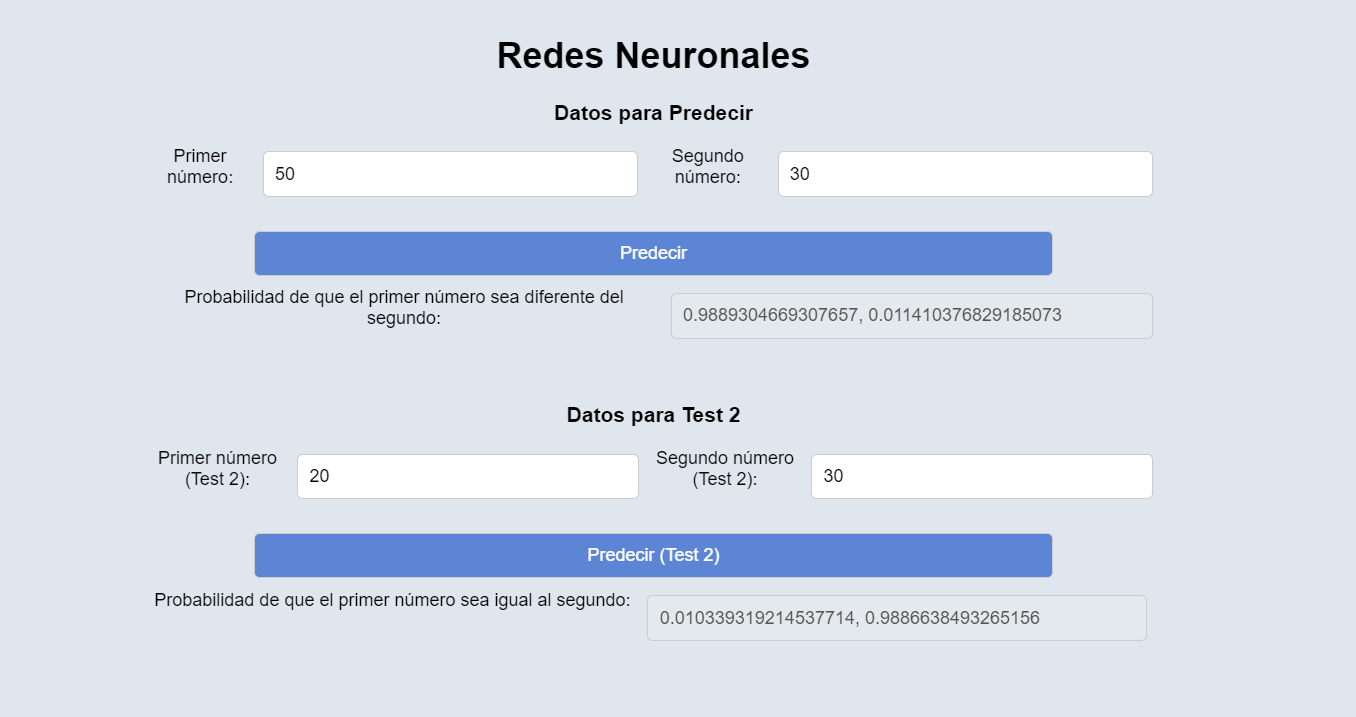 Redes Neuronales
Datos para Predecir
Primer
número:
50
Segundo
número:
30
Predecir
Probabilidad de que el primer número sea diferente del
segundo:
0.9889304669307657, 0.011410376829185073
Datos para Test 2
Primer número
(Test 2):
20
Segundo número
(Test 2):
30
Predecir (Test 2)
Probabilidad de que el primer número sea igual al segundo:
0.010339319214537714, 0.9886638493265156